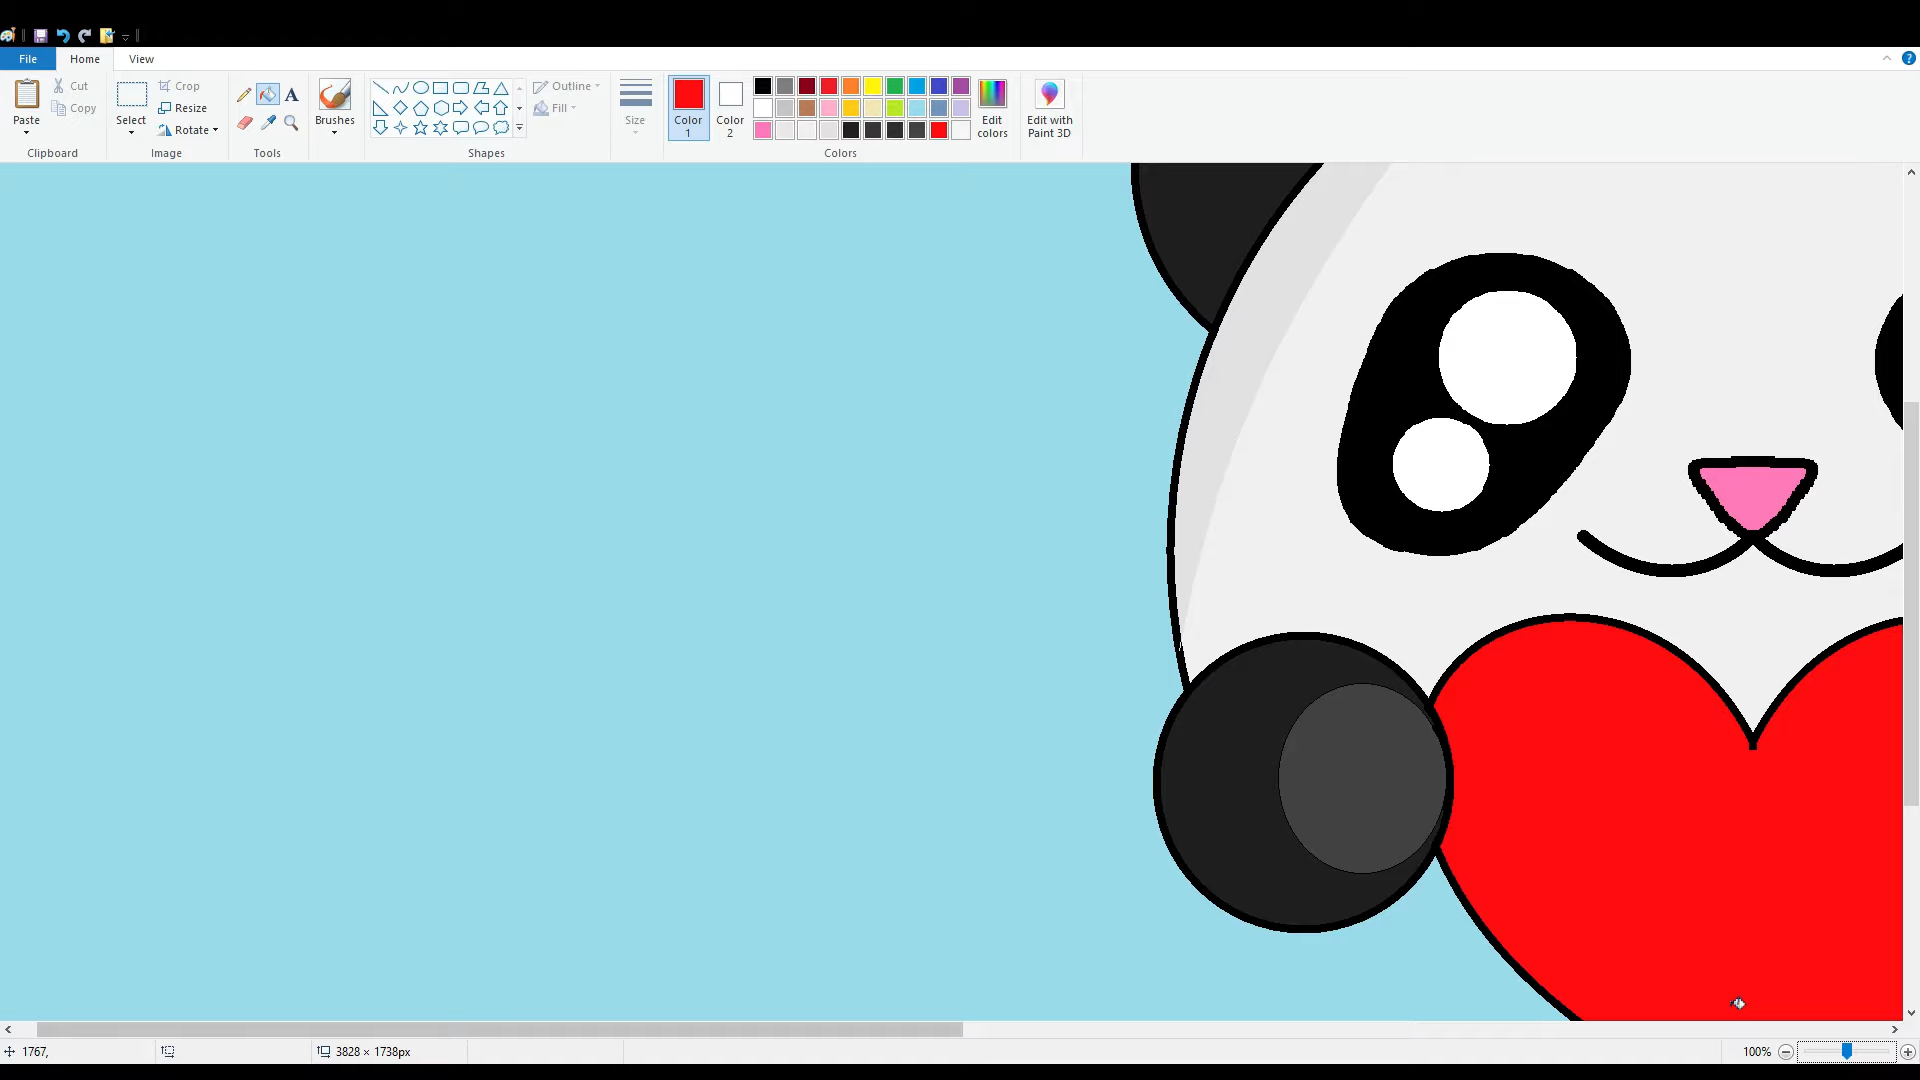 File Home View
Paste
Cut
Copy
Clipboard
Select
Crop
Resize
Rotate
Image
A
Tools
Brushes
Shapes
Outline
Fill
Size
Color
1
Color
2
Colors
Edit
colors
Edit with
Paint 3D
?
1767,
3828 × 1738px
100%